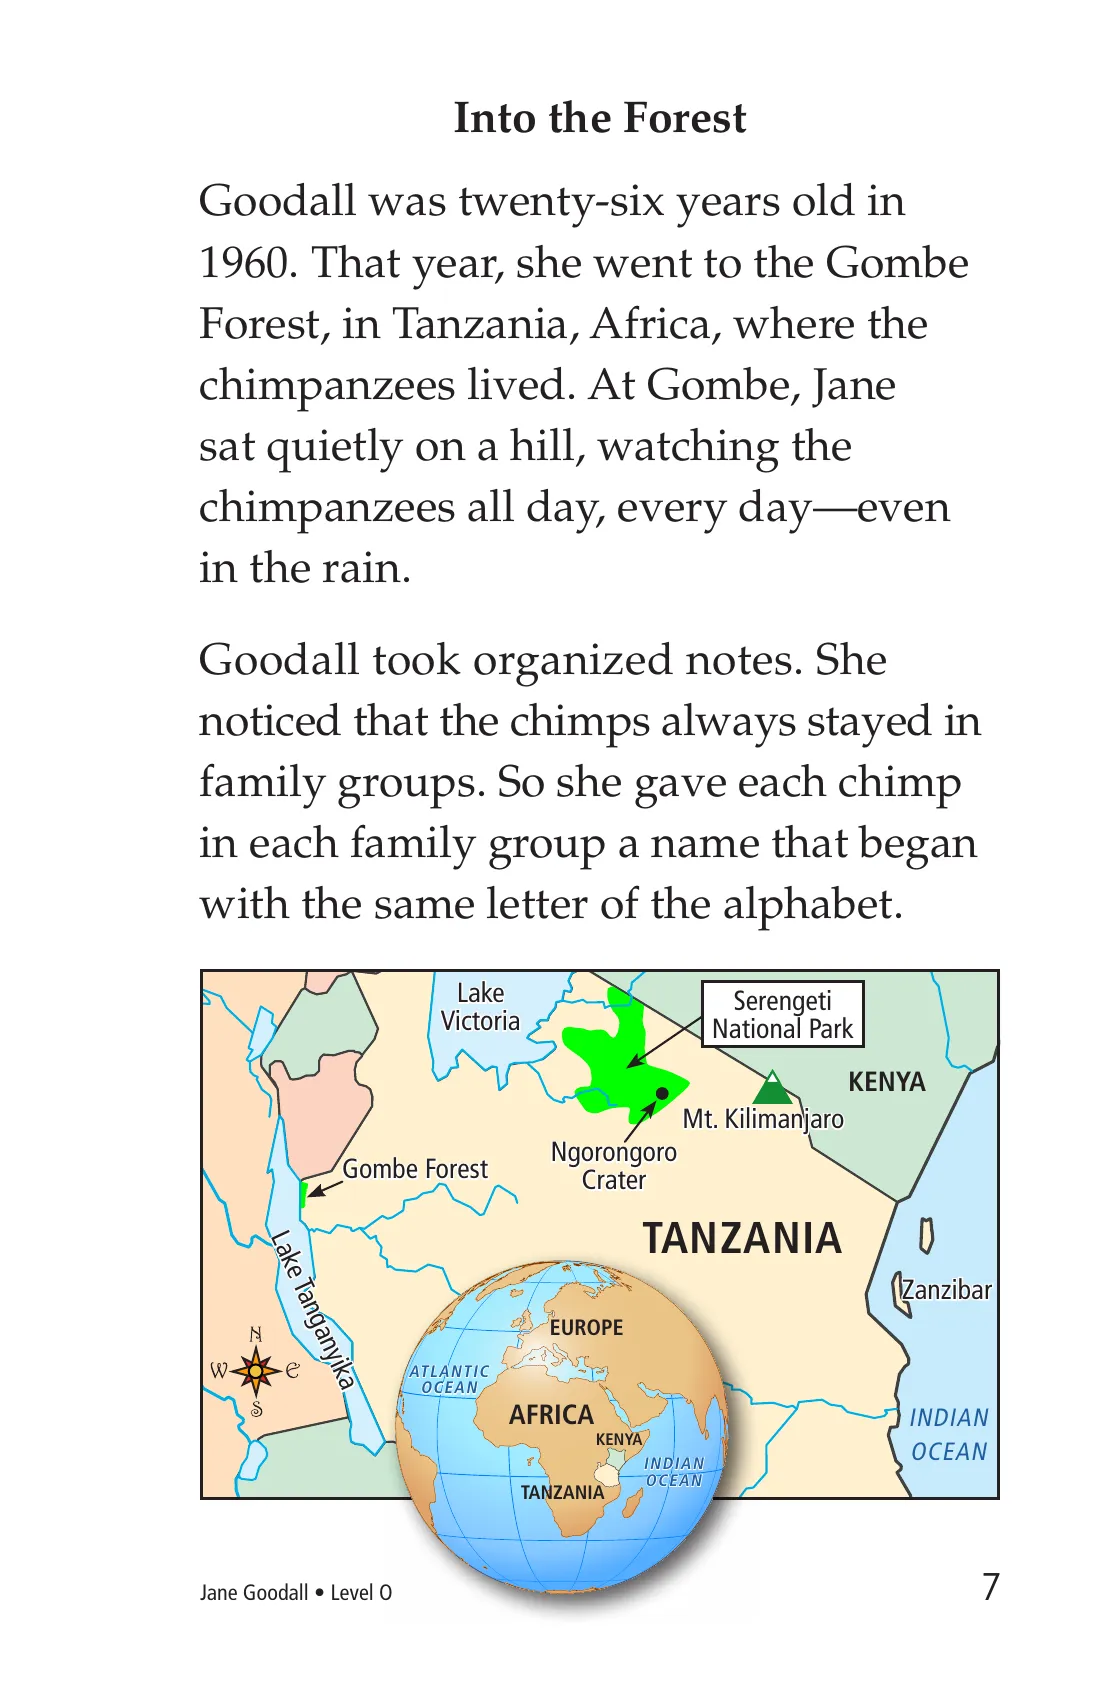 Into the Forest
Goodall was twenty-six years old in
1960. That year, she went to the Gombe
Forest, in Tanzania, Africa, where the
chimpanzees lived. At Gombe, Jane
sat quietly on a hill, watching the
chimpanzees all day, every day—even
in the rain.
Goodall took organized notes. She
noticed that the chimps always stayed in
family groups. So she gave each chimp
in each family group a name that began
with the same letter of the alphabet.
Lake
Victoria
Serengeti
National Park
KENYA
Mt. Kilimanjaro
Ngorongoro
Crater
Gombe Forest
TANZANIA
Lake Tanganyika
Zanzibar
N
W
E
S
INDIAN
OCEAN
EUROPE
ATLANTIC
OCEAN
AFRICA
KENYA
INDIAN
OCEAN
TANZANIA
Jane Goodall • Level O
7